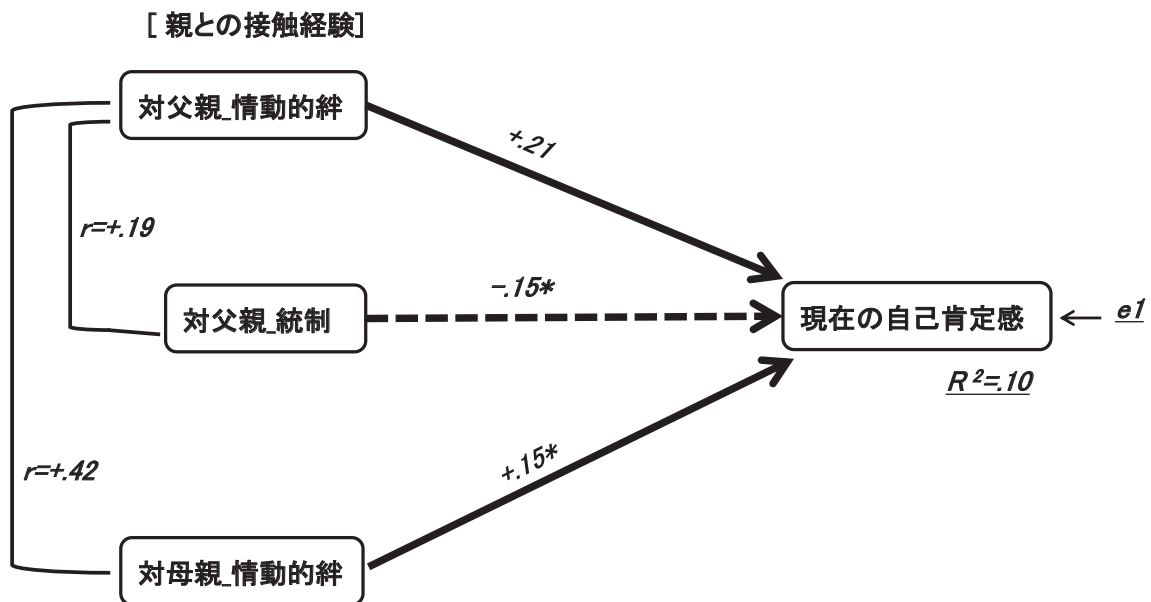 [ 親との接触経験]
対父親_情動的絆
+.21
r=+.19
-.15*
対父親_統制
現在の自己肯定感
e1
R²=.10
+.15*
r=+.42
対母親_情動的絆